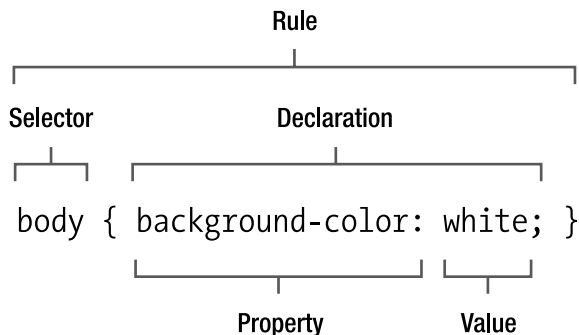 Rule
Selector Declaration
body { background-color: white; }
Property Value